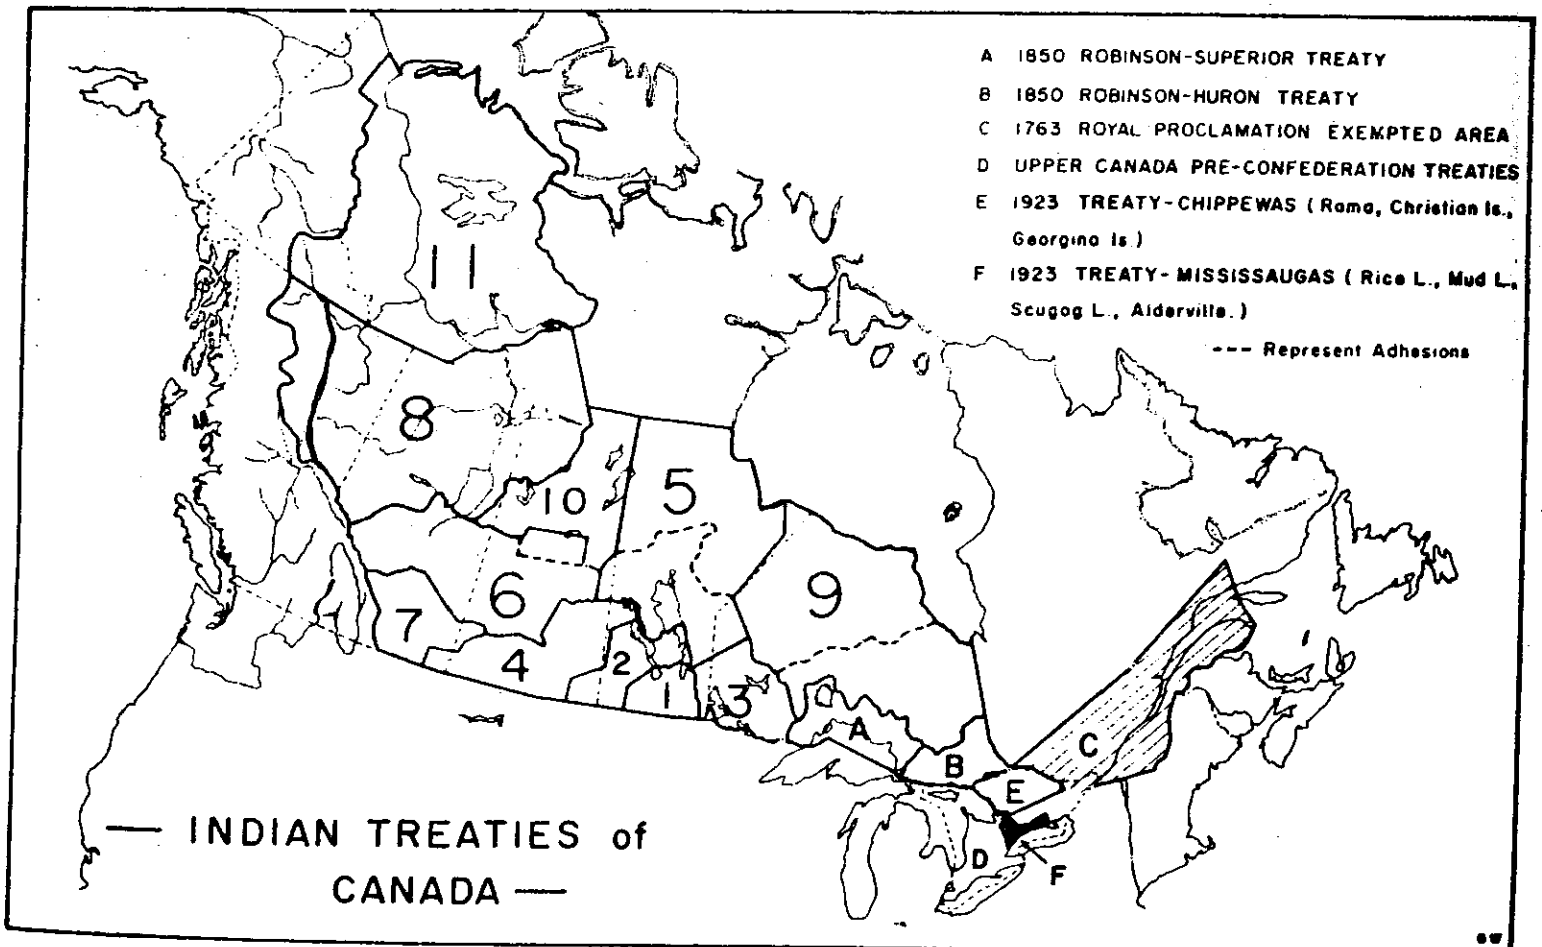 A 1850 ROBINSON-SUPERIOR TREATY
B 1850 ROBINSON-HURON TREATY
C 1763 ROYAL PROCLAMATION EXEMPTED AREA
D UPPER CANADA PRE-CONFEDERATION TREATIES
E 1923 TREATY-CHIPPEWAS (Rama, Christian Is.,
Georgina Is.)
F 1923 TREATY-MISSISSAUGAS (Rice L., Mud L.,
Scugog L., Alderville.)
--- Represent Adhesions
11
8
10
5
6
9
7
4
2
1
3
A
B
C
E
D
F
— INDIAN TREATIES of
CANADA —